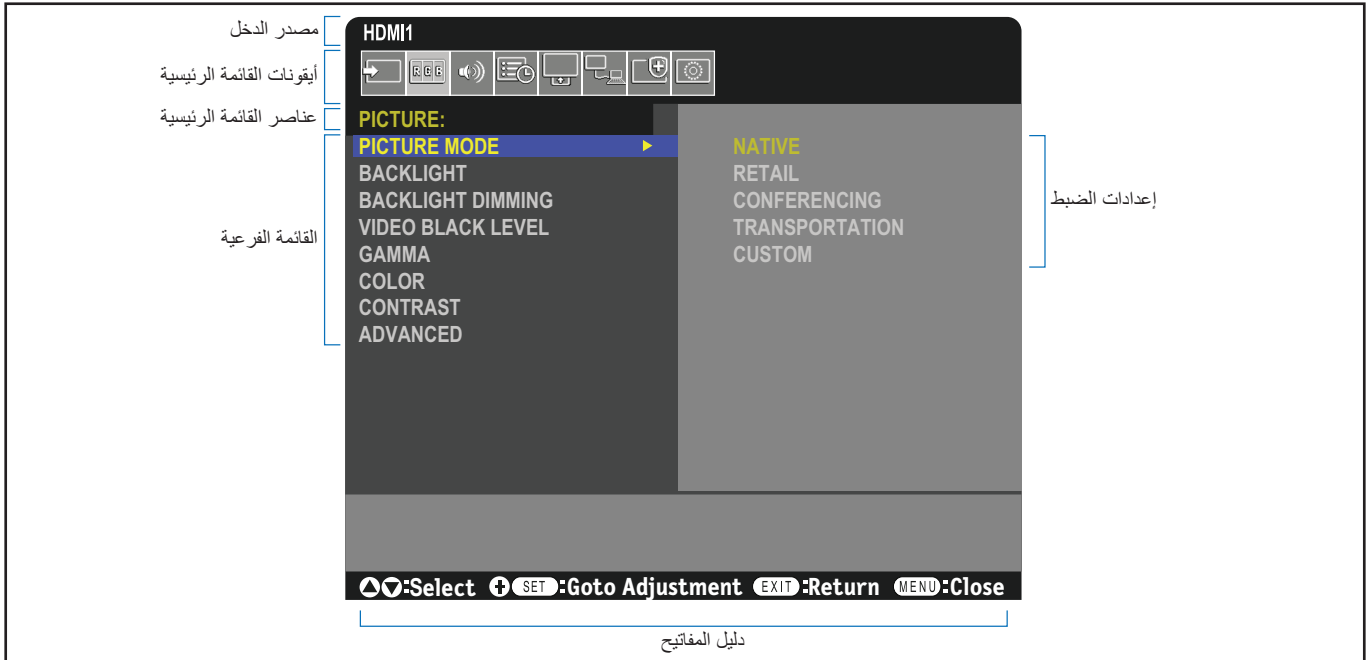 مصدر الدخل
HDMI1
أيقونات القائمة الرئيسية
RGB
عناصر القائمة الرئيسية
PICTURE:
PICTURE MODE
BACKLIGHT
BACKLIGHT DIMMING
VIDEO BLACK LEVEL
GAMMA
COLOR
CONTRAST
ADVANCED
القائمة الفرعية
NATIVE
RETAIL
CONFERENCING
TRANSPORTATION
CUSTOM
إعدادات الضبط
:Select SET:Goto Adjustment EXIT:Return MENU:Close
دليل المفاتيح